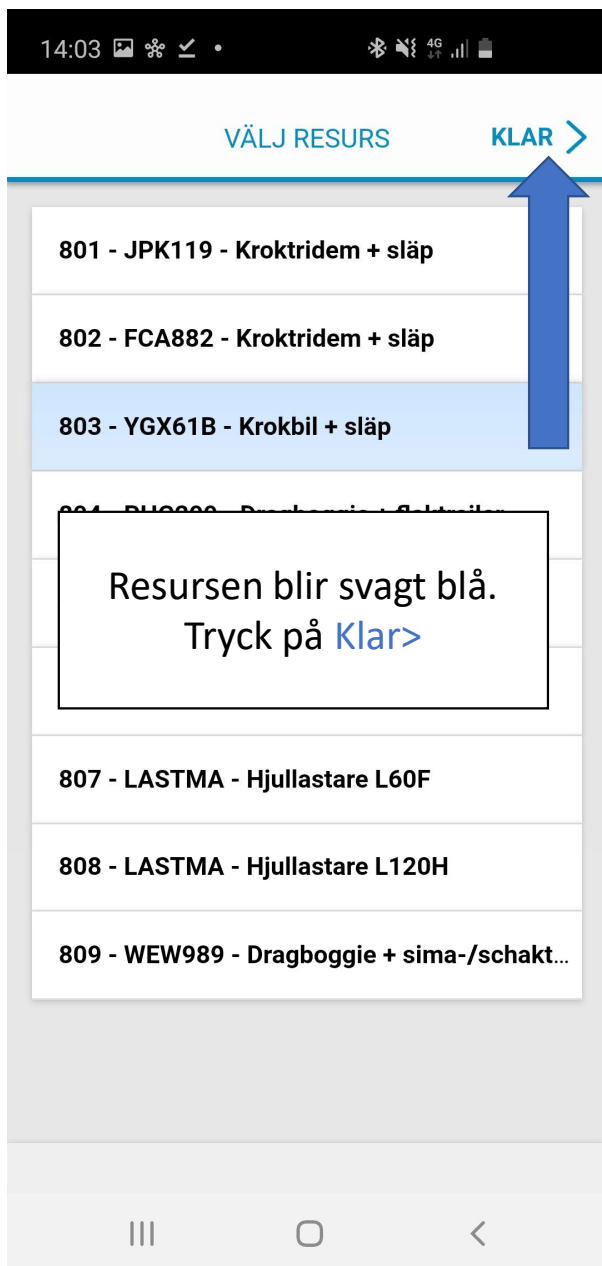 14:03
4G
VÄLJ RESURS
KLAR
801 - JPK119 - Kroktridem + släp
802 - FCA882 - Kroktridem + släp
803 - YGX61B - Krokbil + släp
Resursen blir svagt blå.
Tryck på Klar>
807 - LASTMA - Hjullastare L60F
808 - LASTMA - Hjullastare L120H
809 - WEW989 - Dragboggie + sima-/schakt...